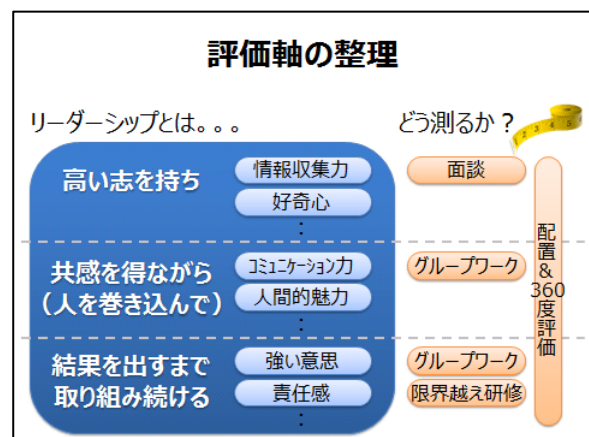 評価軸の整理
リーダーシップとは。。。
どう測るか？
高い志を持ち
情報収集力
好奇心
：
面談
共感を得ながら
（人を巻き込んで）
コミュニケーション力
人間的魅力
：
グループワーク
結果を出すまで
取り組み続ける
強い意思
責任感
：
グループワーク
限界越え研修
配置&360度評価
1 2 3 4 5